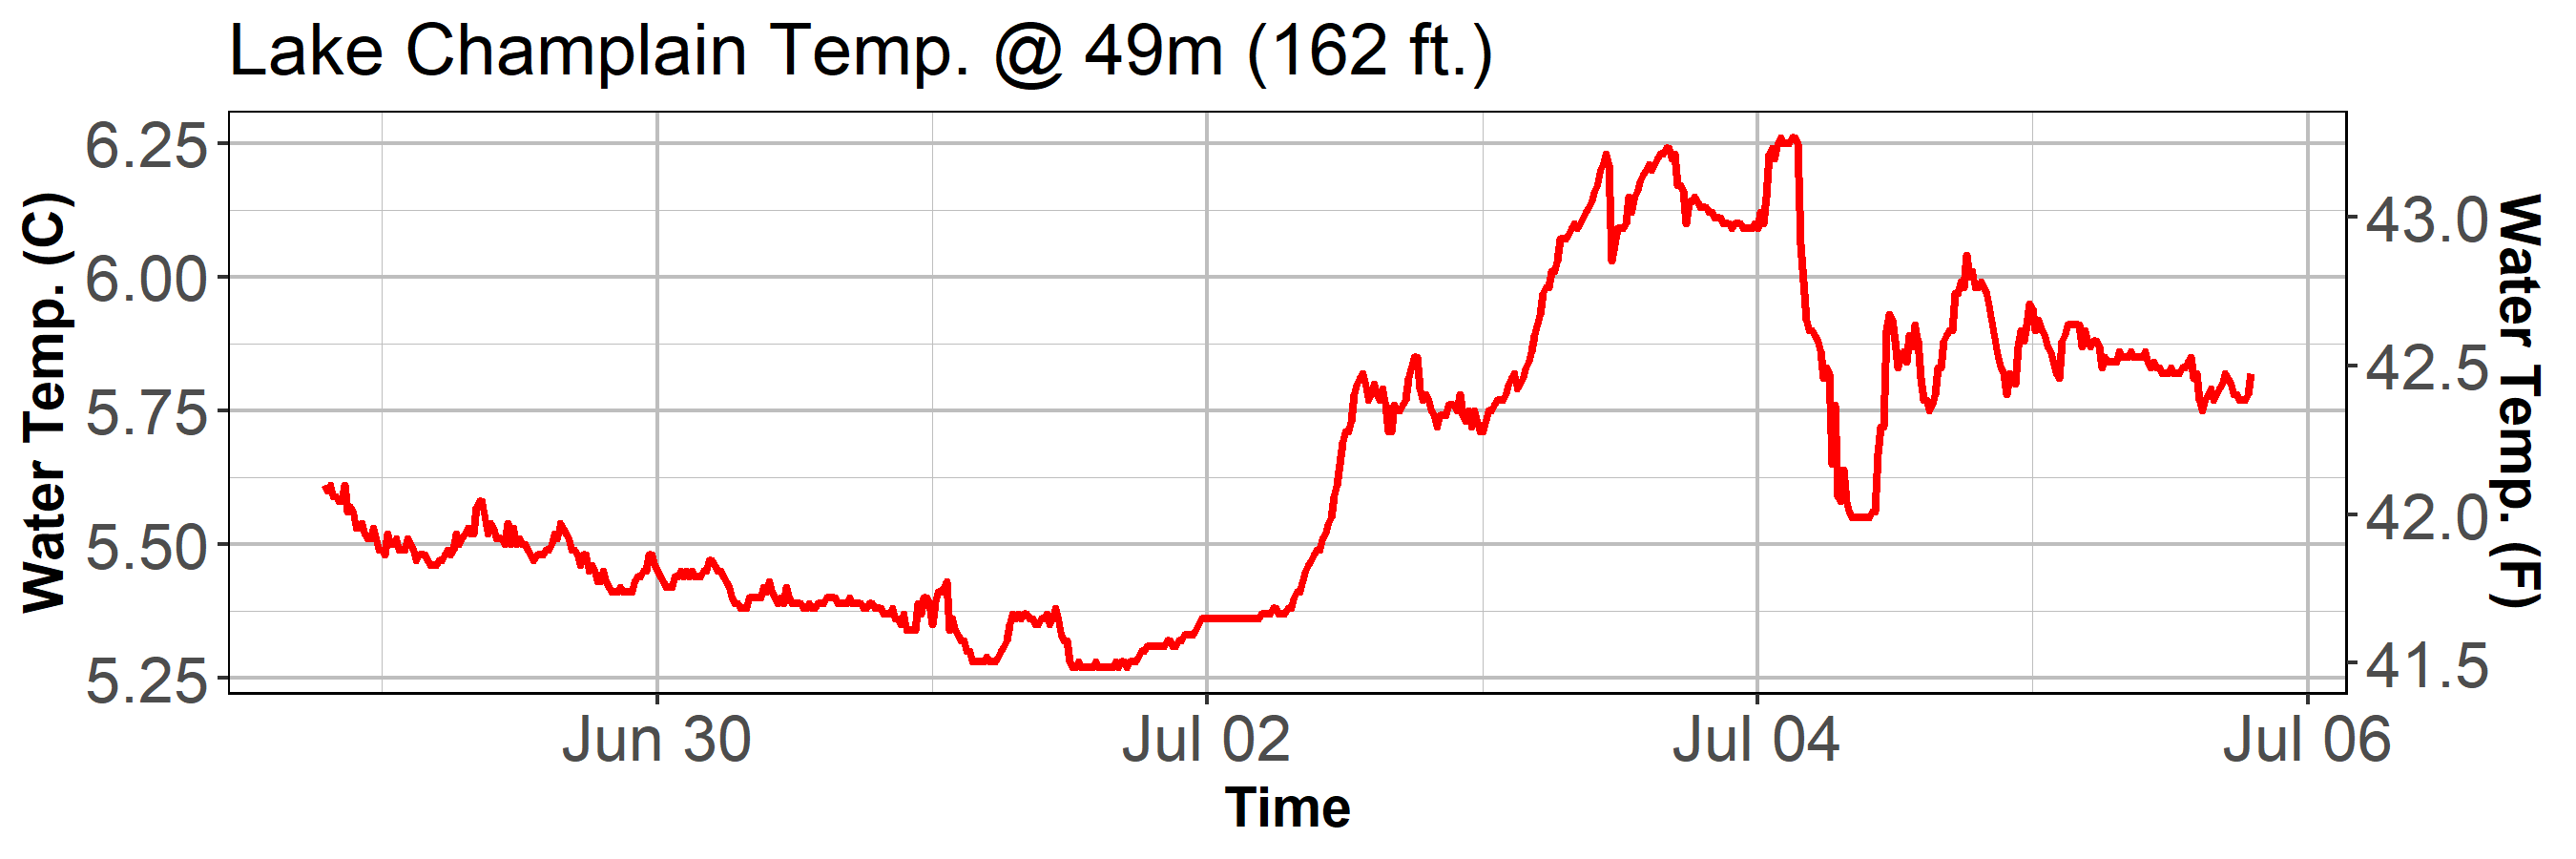 Lake Champlain Temp. @ 49m (162 ft.)
Water Temp. (C)
6.25
6.00
5.75
5.50
5.25
43.0
42.5
42.0
41.5
Water Temp. (F)
Jun 30
Jul 02
Jul 04
Jul 06
Time